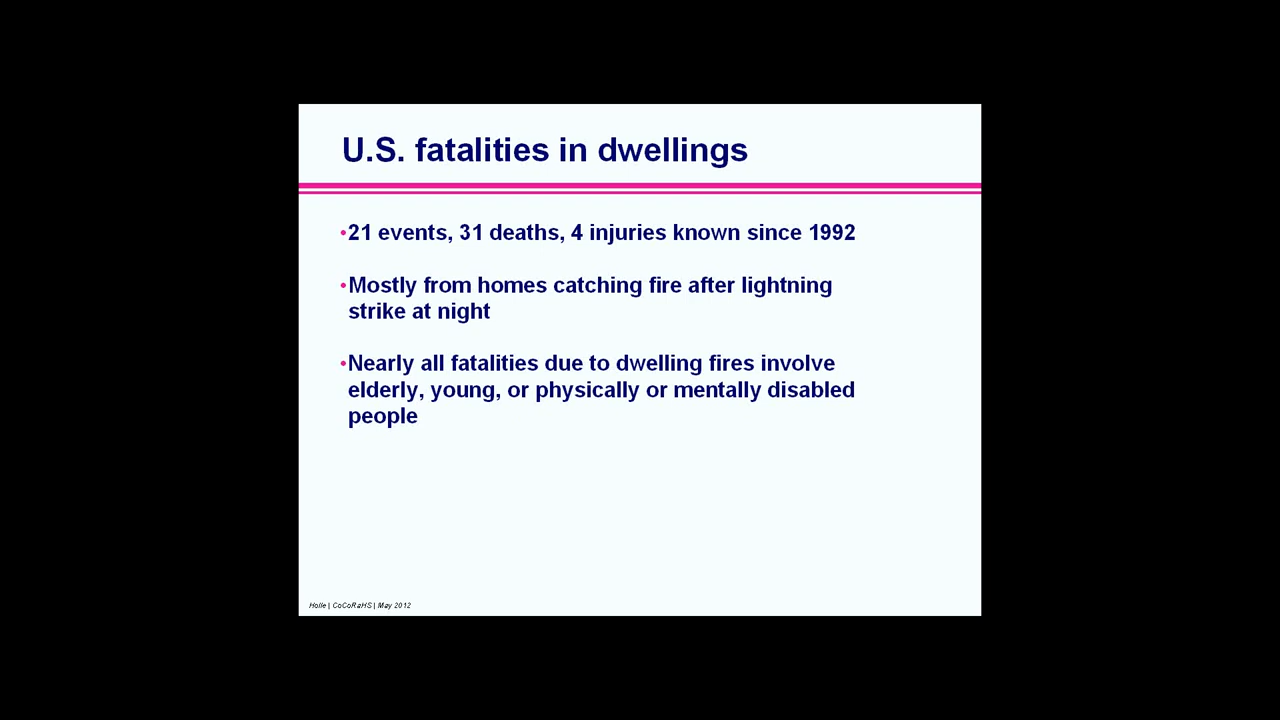 U.S. fatalities in dwellings
•21 events, 31 deaths, 4 injuries known since 1992
•Mostly from homes catching fire after lightning
strike at night
•Nearly all fatalities due to dwelling fires involve
elderly, young, or physically or mentally disabled
people
Holle | CoCoRaHS | May 2012